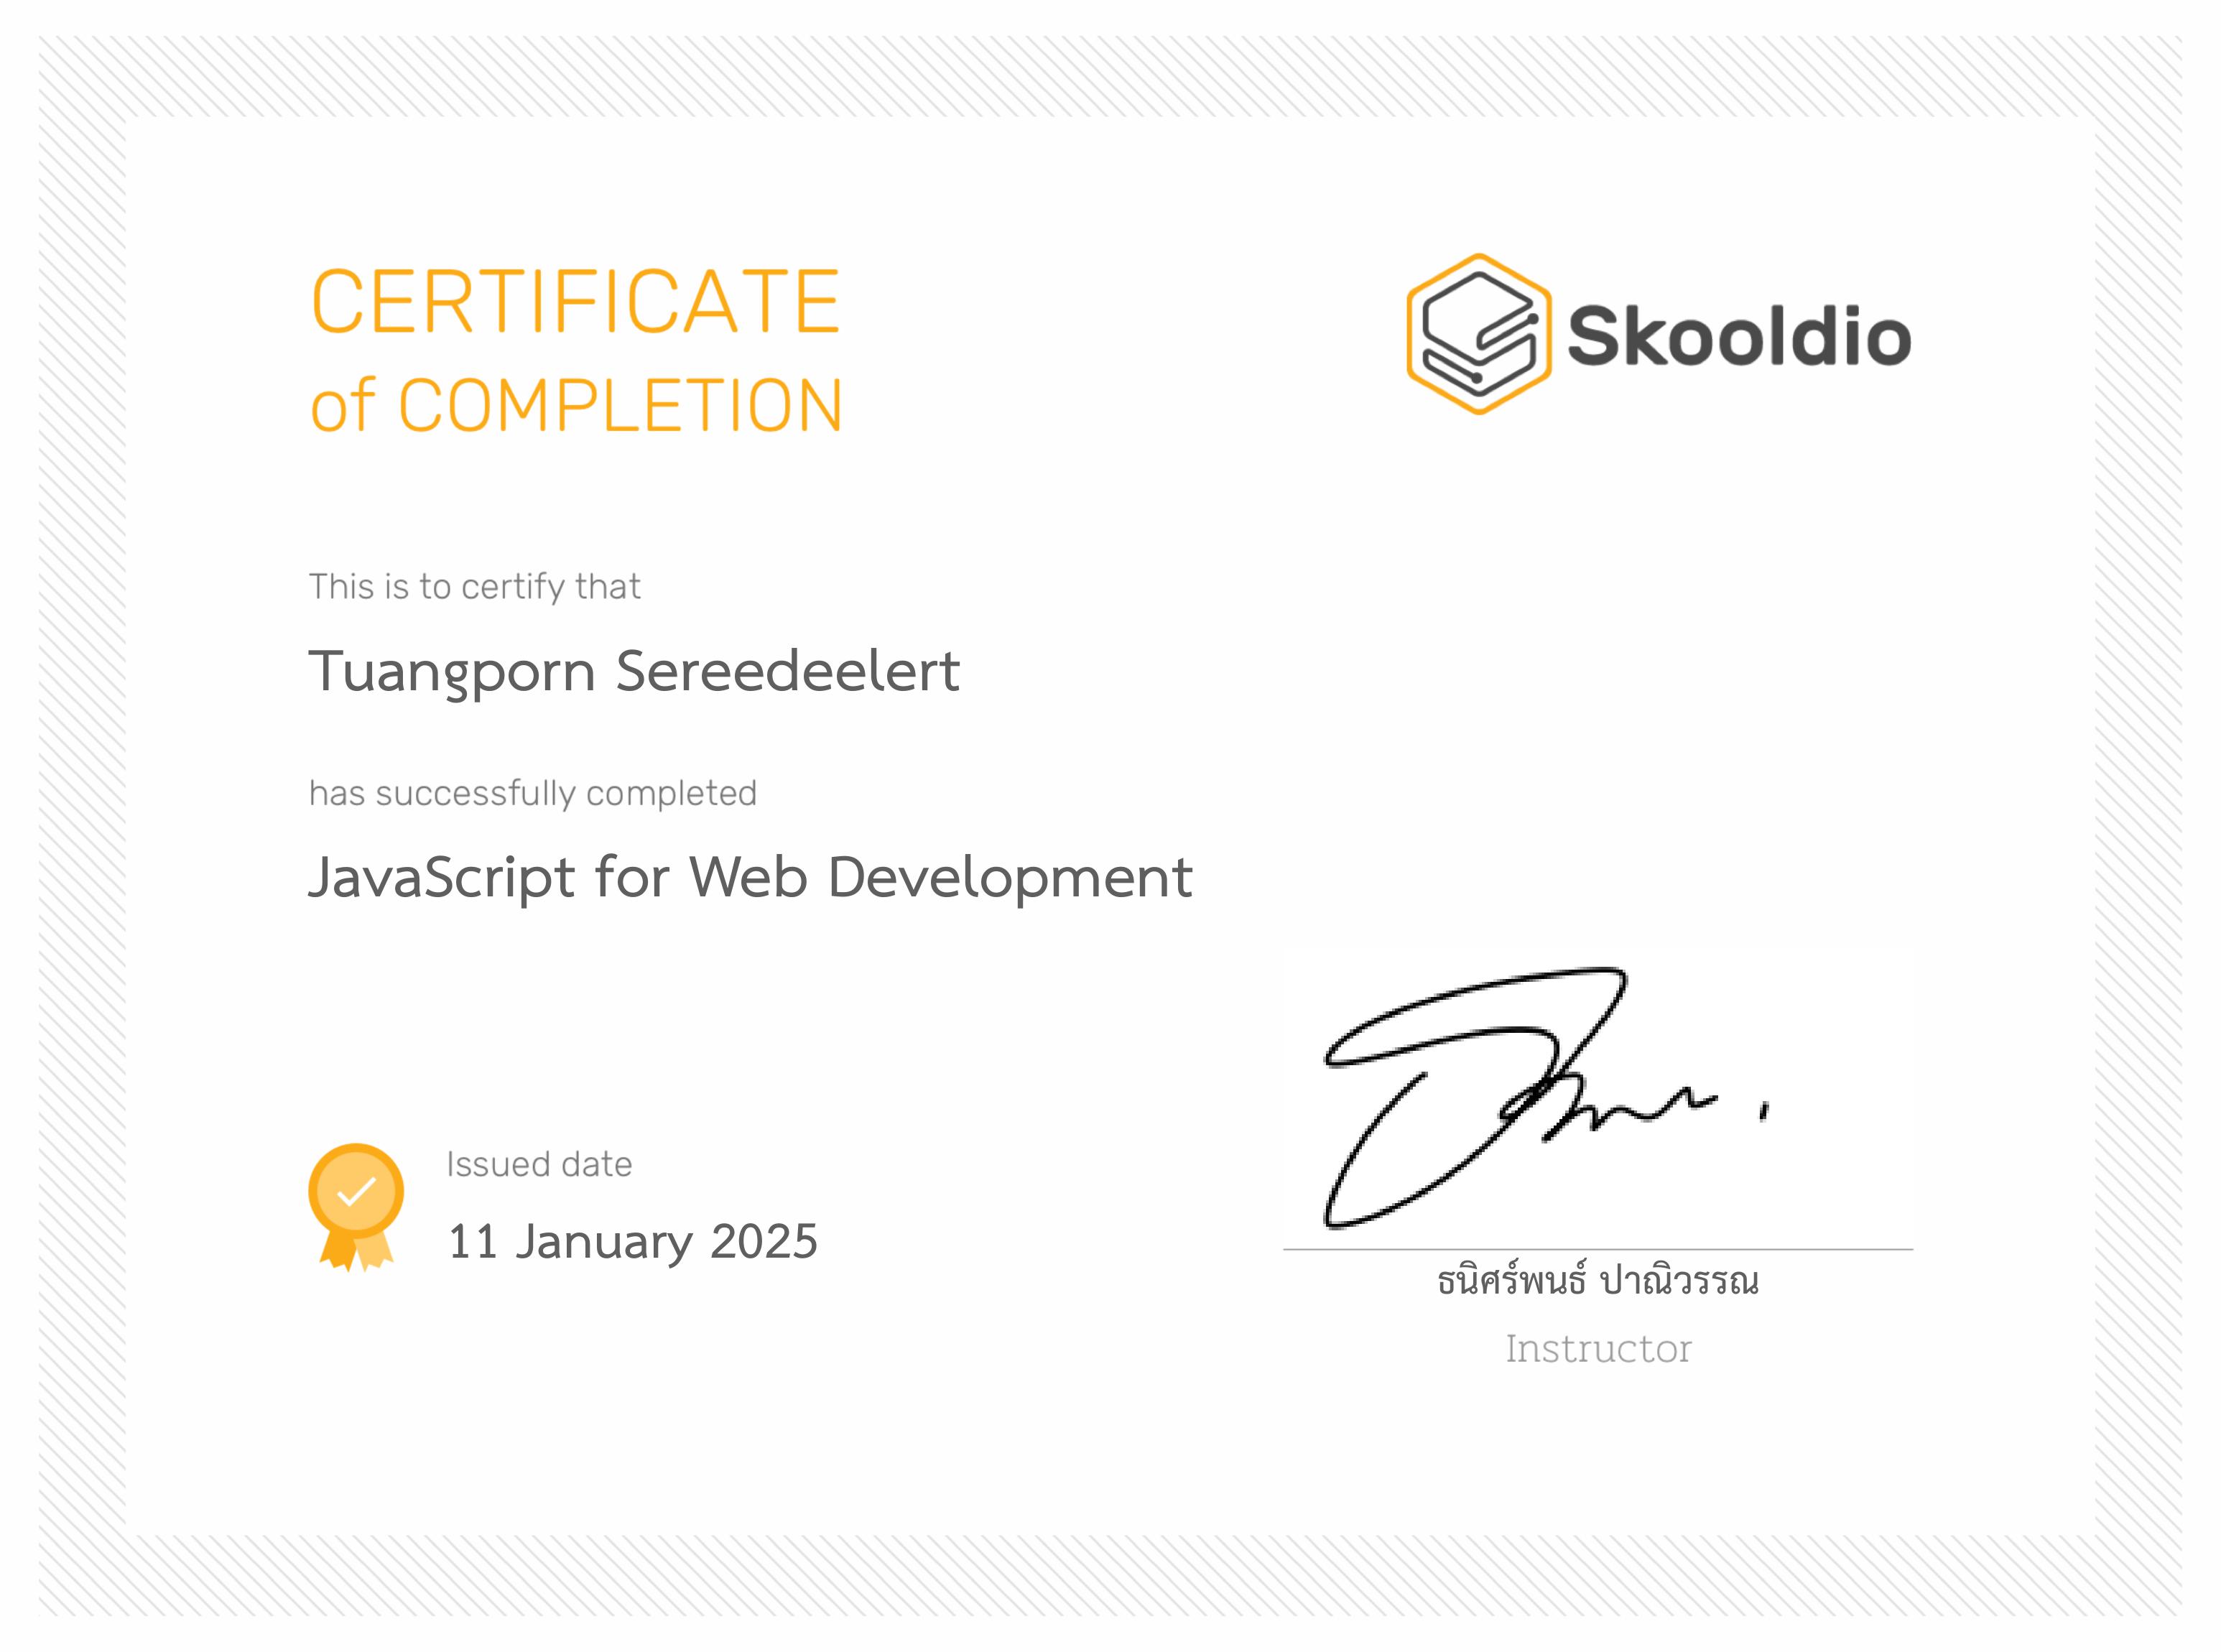 CERTIFICATE
of COMPLETION
Skooldio
This is to certify that
Tuangporn Sereedeelert
has successfully completed
JavaScript for Web Development
Issued date
11 January 2025
ธนิศร์พนธ์ ปาณิวรรณ
Instructor